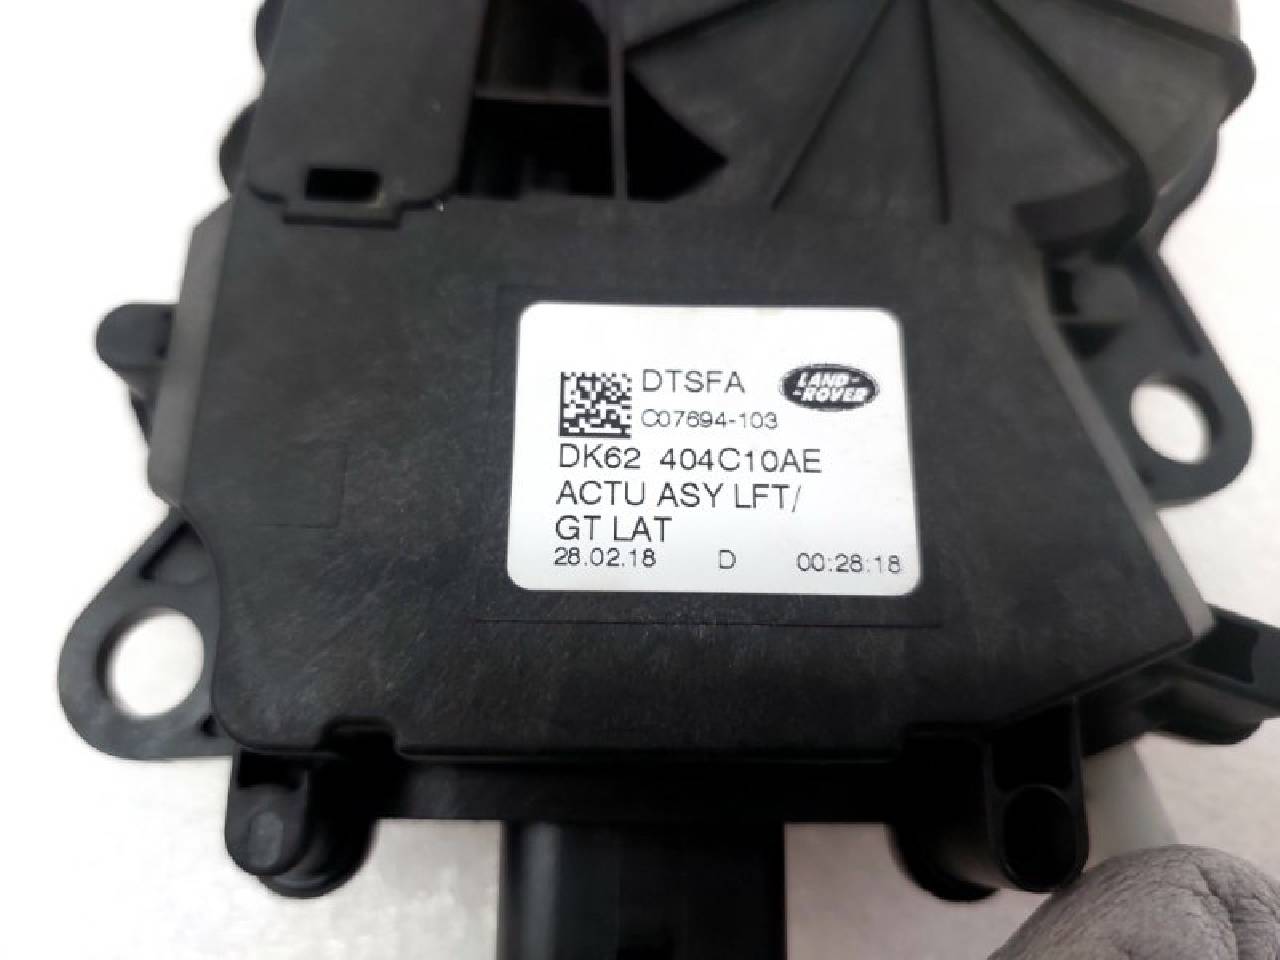 DTSFA
LAND-
-ROVER
C07694-103
DK62 404C10AE
ACTU ASY LFT/
GT LAT
28.02.18 D 00:28:18